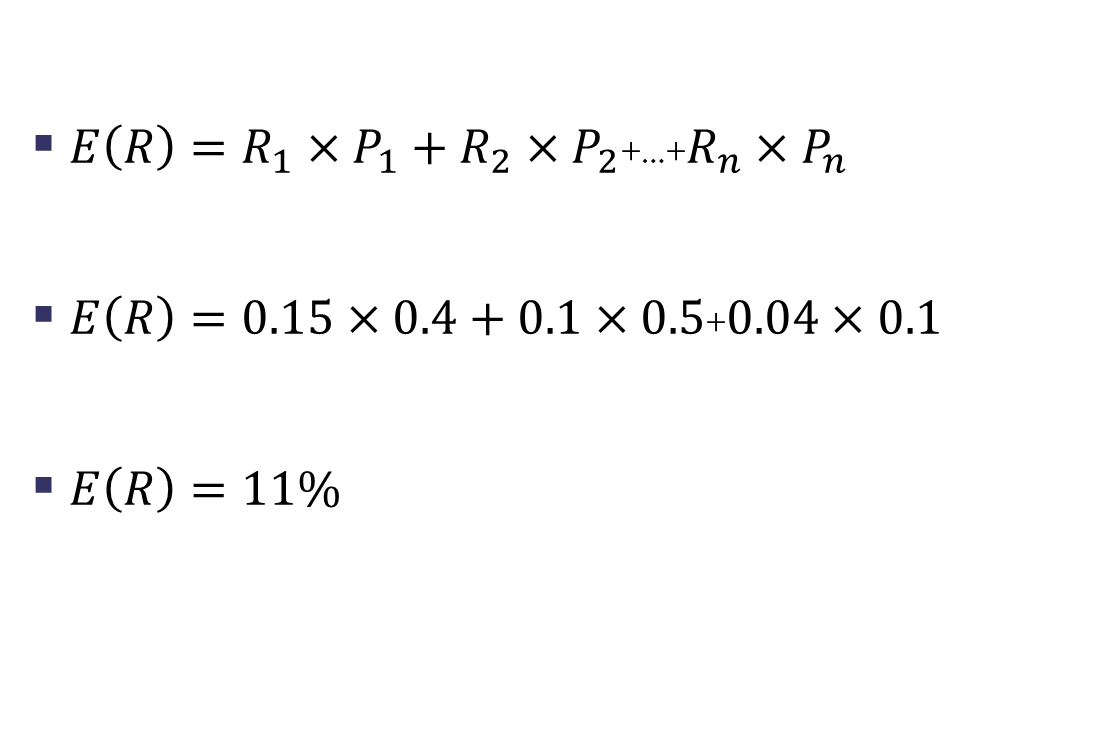 ▪ E(R) = R₁ × P₁ + R₂ × P₂+…+Rₙ × Pₙ
▪ E(R) = 0.15 × 0.4 + 0.1 × 0.5+0.04 × 0.1
▪ E(R) = 11%